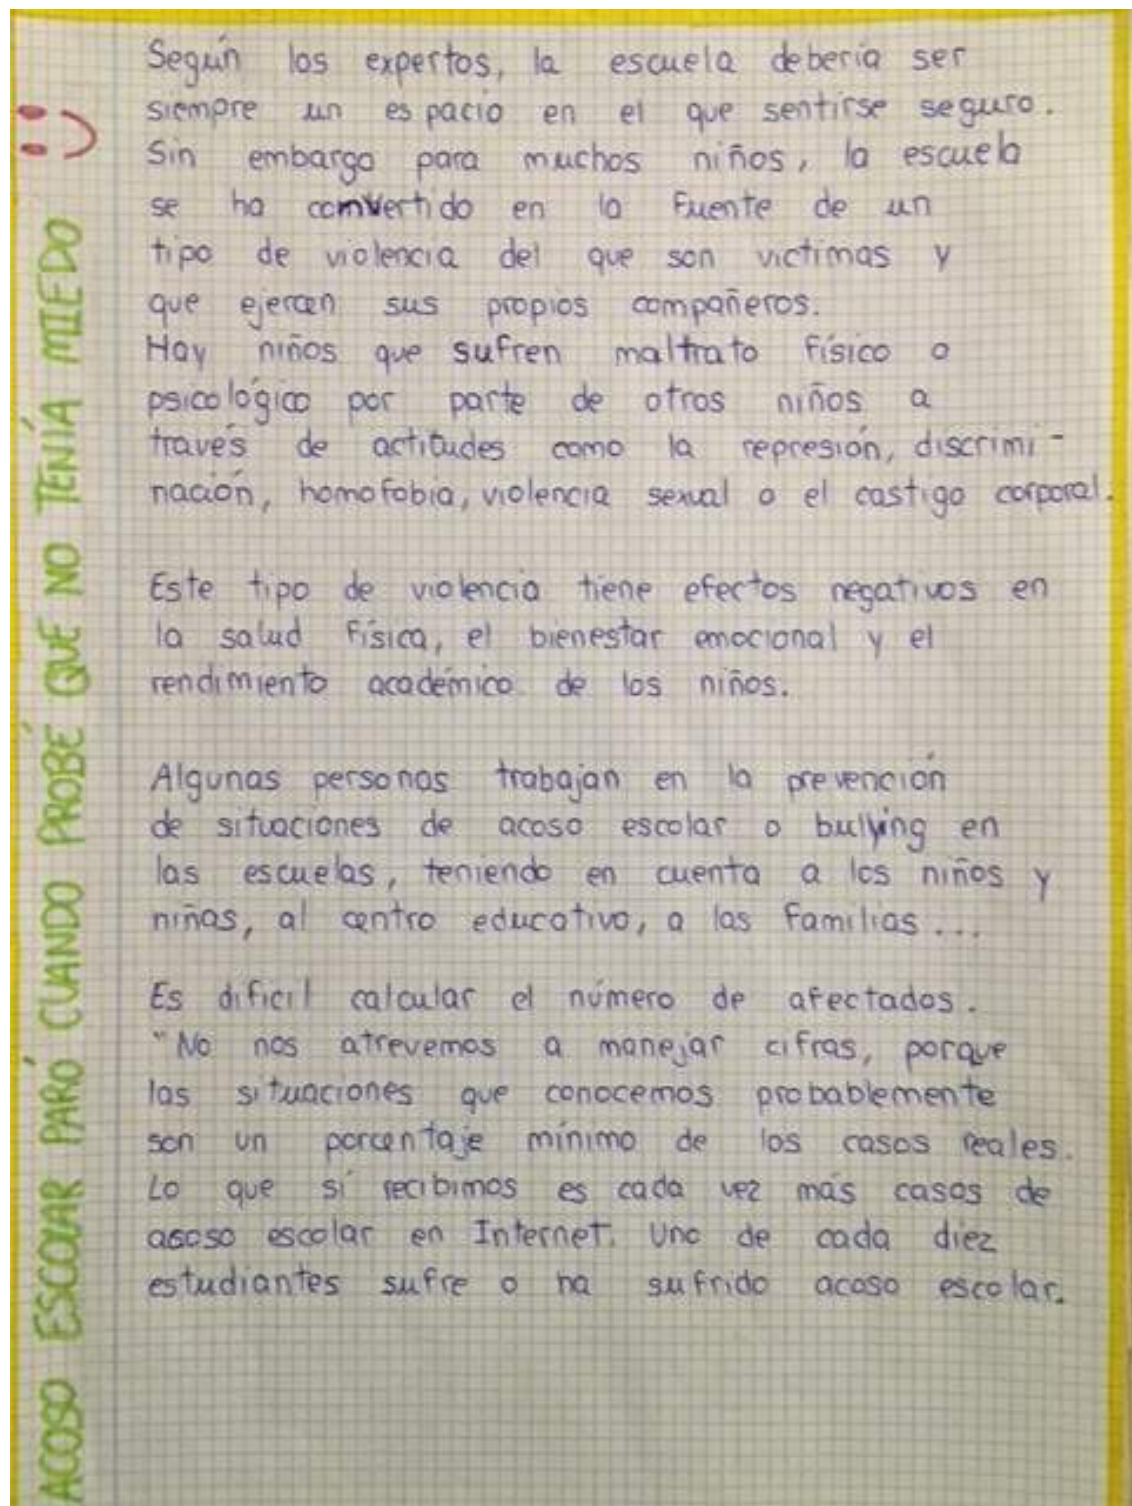 ACOSO ESCOLAR PARÓ CUANDO PROBÉ QUE NO TENÍA MIEDO :)
Según los expertos, la escuela debería ser
siempre un espacio en el que sentirse seguro.
Sin embargo para muchos niños, la escuela
se ha convertido en la fuente de un
tipo de violencia del que son victimas y
que ejercen sus propios compañeros.
Hay niños que sufren maltrato físico o
psicológico por parte de otros niños a
través de actitudes como la represión, discrimi-
nación, homofobia, violencia sexual o el castigo corporal.
Este tipo de violencia tiene efectos negativos en
la salud física, el bienestar emocional y el
rendimiento académico de los niños.
Algunas personas trabajan en la prevención
de situaciones de acoso escolar o bullying en
las escuelas, teniendo en cuenta a los niños y
niñas, al centro educativo, a las familias...
Es dificil calcular el número de afectados.
"No nos atrevemos a manejar cifras, porque
las situaciones que conocemos probablemente
son un porcentaje mínimo de los casos reales.
Lo que sí recibimos es cada vez más casos de
acoso escolar en Internet. Uno de cada diez
estudiantes sufre o ha sufrido acoso escolar.